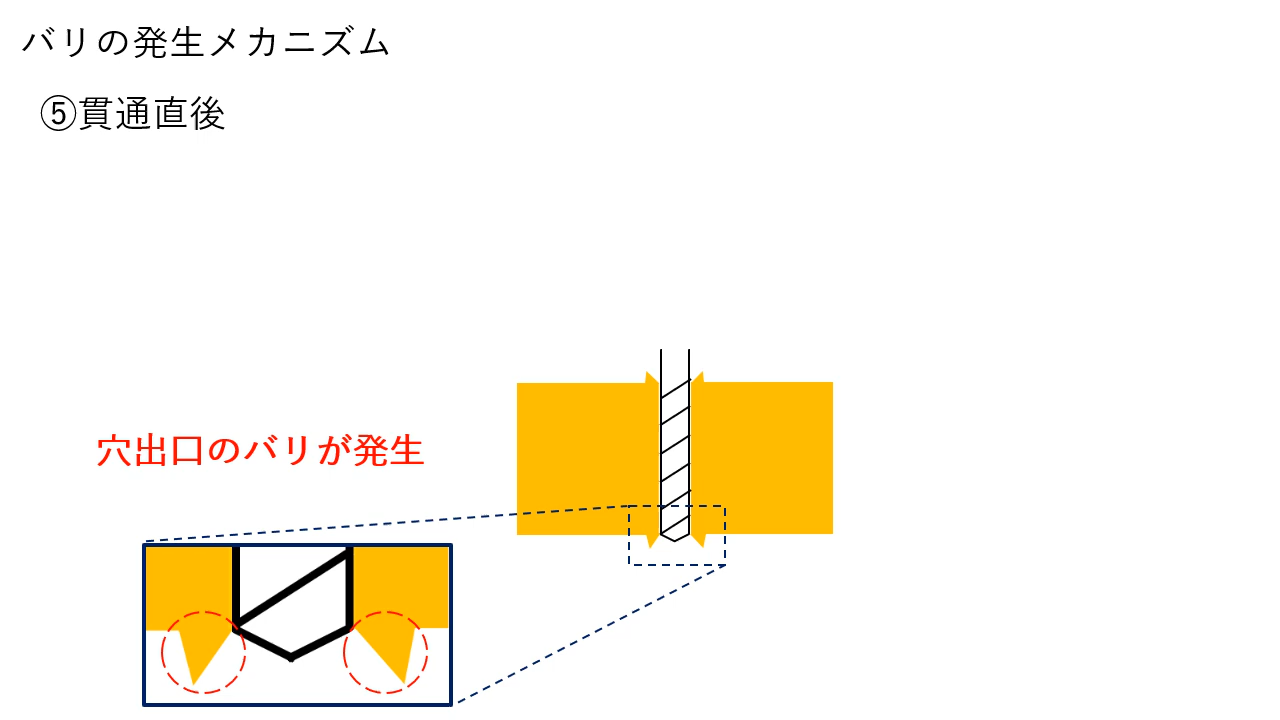 バリの発生メカニズム
⑤貫通直後
穴出口のバリが発生